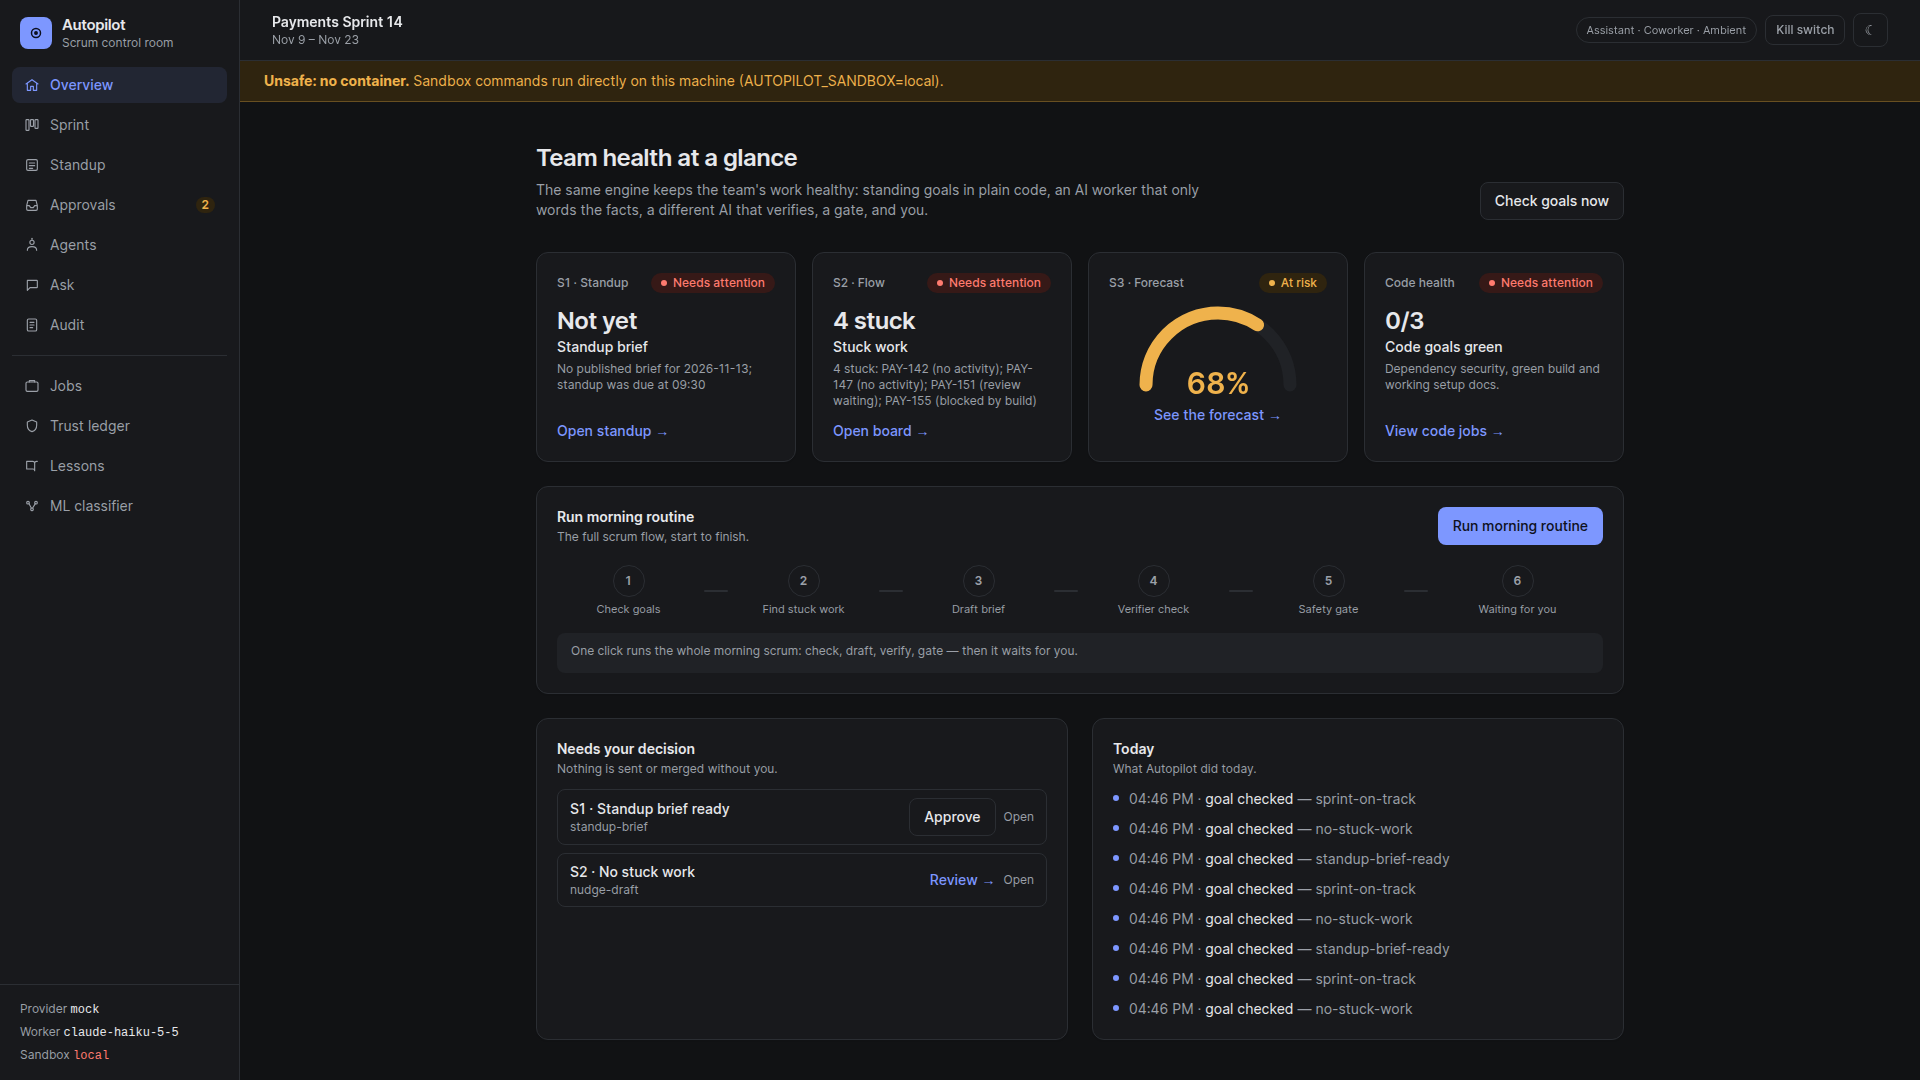 Autopilot
Scrum control room
Overview
Sprint
Standup
Approvals 2
Agents
Ask
Audit
Jobs
Trust ledger
Lessons
ML classifier
Provider mock
Worker claude-haiku-5-5
Sandbox local
Payments Sprint 14
Nov 9 – Nov 23
Assistant · Coworker · Ambient
Kill switch
Unsafe: no container. Sandbox commands run directly on this machine (AUTOPILOT_SANDBOX=local).
Team health at a glance
The same engine keeps the team's work healthy: standing goals in plain code, an AI worker that only
words the facts, a different AI that verifies, a gate, and you.
Check goals now
S1 · Standup Needs attention
Not yet
Standup brief
No published brief for 2026-11-13;
standup was due at 09:30
Open standup →
S2 · Flow Needs attention
4 stuck
Stuck work
4 stuck: PAY-142 (no activity); PAY-
147 (no activity); PAY-151 (review
waiting); PAY-155 (blocked by build)
Open board →
S3 · Forecast At risk
68%
See the forecast →
Code health Needs attention
0/3
Code goals green
Dependency security, green build and
working setup docs.
View code jobs →
Run morning routine
The full scrum flow, start to finish.
Run morning routine
1 2 3 4 5 6
Check goals Find stuck work Draft brief Verifier check Safety gate Waiting for you
One click runs the whole morning scrum: check, draft, verify, gate — then it waits for you.
Needs your decision
Nothing is sent or merged without you.
S1 · Standup brief ready
standup-brief
Approve Open
S2 · No stuck work
nudge-draft
Review → Open
Today
What Autopilot did today.
04:46 PM · goal checked — sprint-on-track
04:46 PM · goal checked — no-stuck-work
04:46 PM · goal checked — standup-brief-ready
04:46 PM · goal checked — sprint-on-track
04:46 PM · goal checked — no-stuck-work
04:46 PM · goal checked — standup-brief-ready
04:46 PM · goal checked — sprint-on-track
04:46 PM · goal checked — no-stuck-work